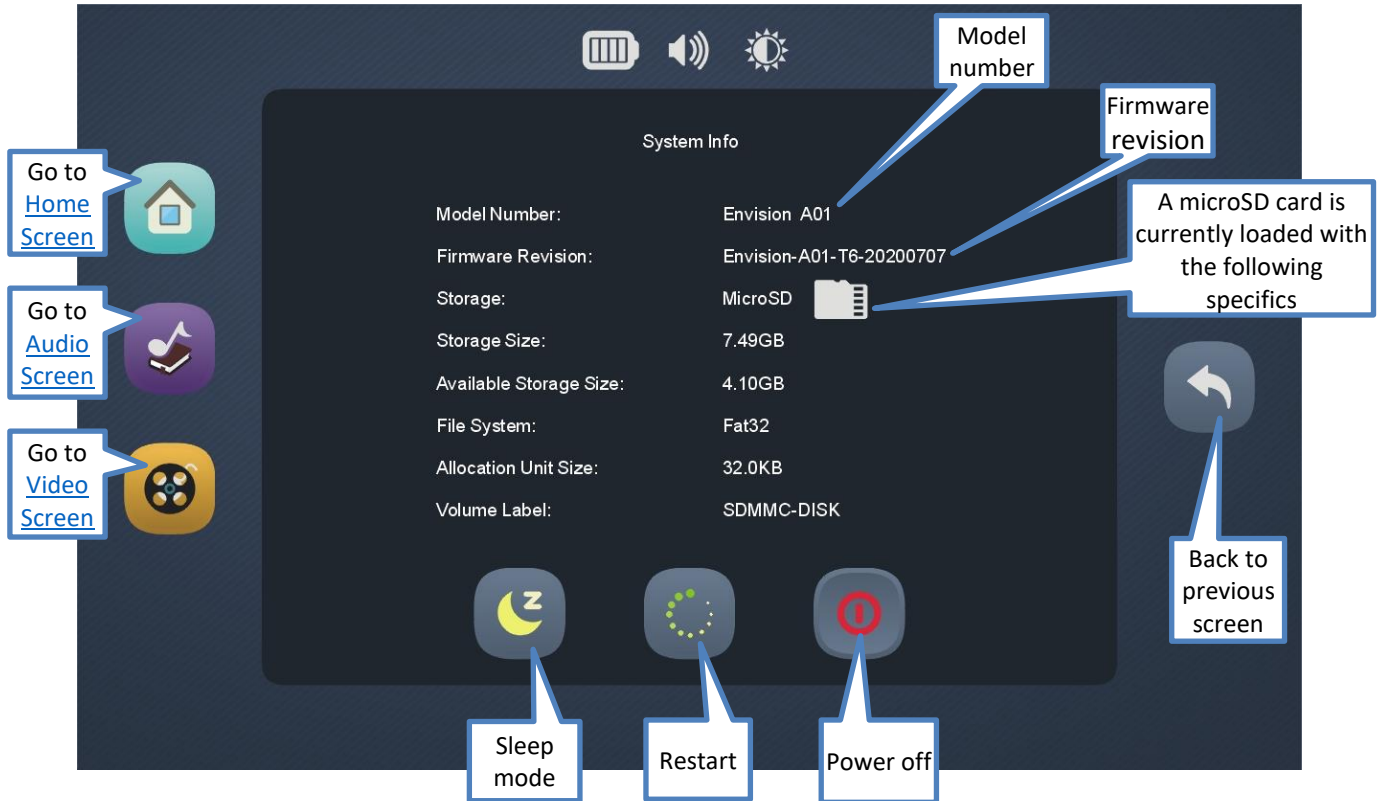 Model
number
Firmware
revision
System Info
Go to
Home
Screen
A microSD card is
currently loaded with
the following
specifics
Model Number: Envision A01
Firmware Revision: Envision-A01-T6-20200707
Storage: MicroSD
Go to
Audio
Screen
Storage Size: 7.49GB
Available Storage Size: 4.10GB
File System: Fat32
Go to
Video
Screen
Allocation Unit Size: 32.0KB
Volume Label: SDMMC-DISK
Back to
previous
screen
z
Sleep
mode
Restart
Power off